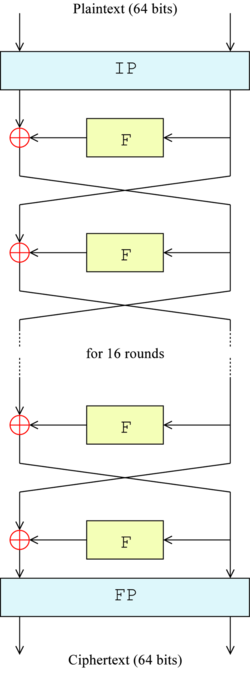 Plaintext (64 bits)
IP
F
F
for 16 rounds
F
F
FP
Ciphertext (64 bits)